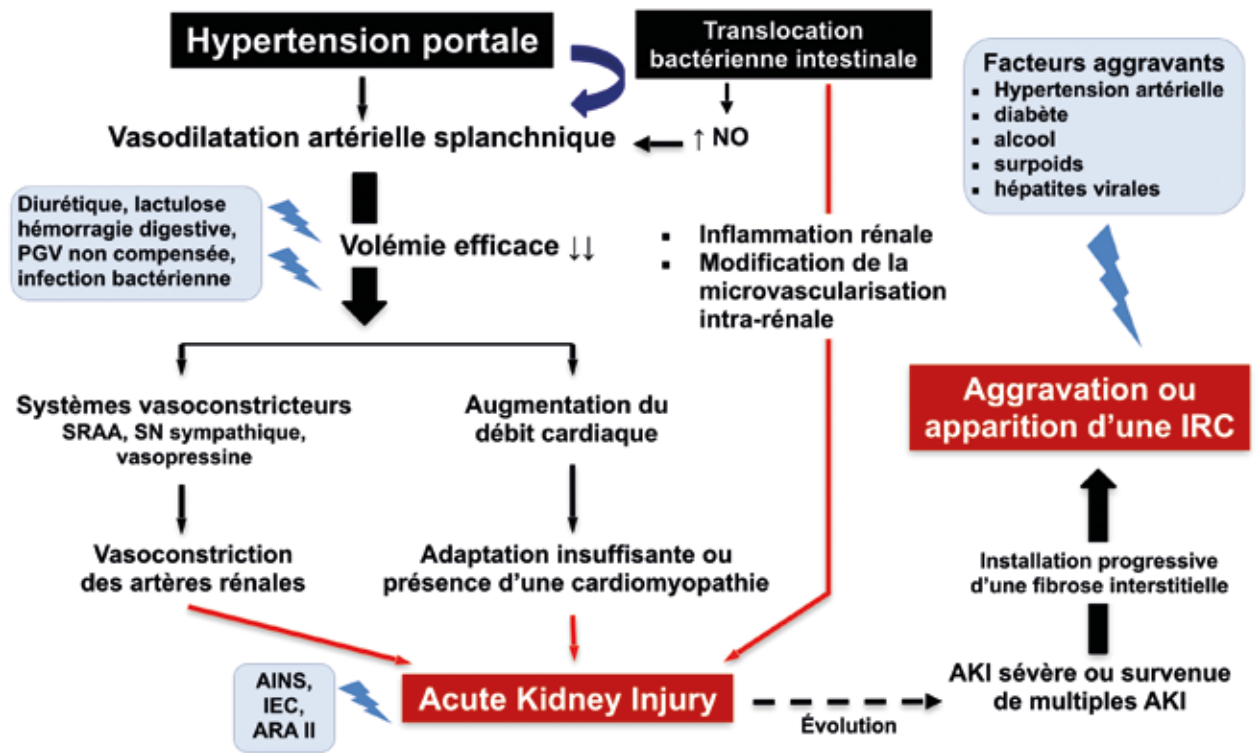 Hypertension portale
Translocation
bactérienne intestinale
Facteurs aggravants
▪ Hypertension artérielle
▪ diabète
▪ alcool
▪ surpoids
▪ hépatites virales
Vasodilatation artérielle splanchnique
↑ NO
Diurétique, lactulose
hémorragie digestive,
PGV non compensée,
infection bactérienne
Volémie efficace ↓↓
▪ Inflammation rénale
▪ Modification de la
microvascularisation
intra-rénale
Systèmes vasoconstricteurs
SRAA, SN sympathique,
vasopressine
Augmentation du
débit cardiaque
Aggravation ou
apparition d’une IRC
Vasoconstriction
des artères rénales
Adaptation insuffisante ou
présence d’une cardiomyopathie
Installation progressive
d’une fibrose interstitielle
AINS,
IEC,
ARA II
Acute Kidney Injury
Évolution
AKI sévère ou survenue
de multiples AKI